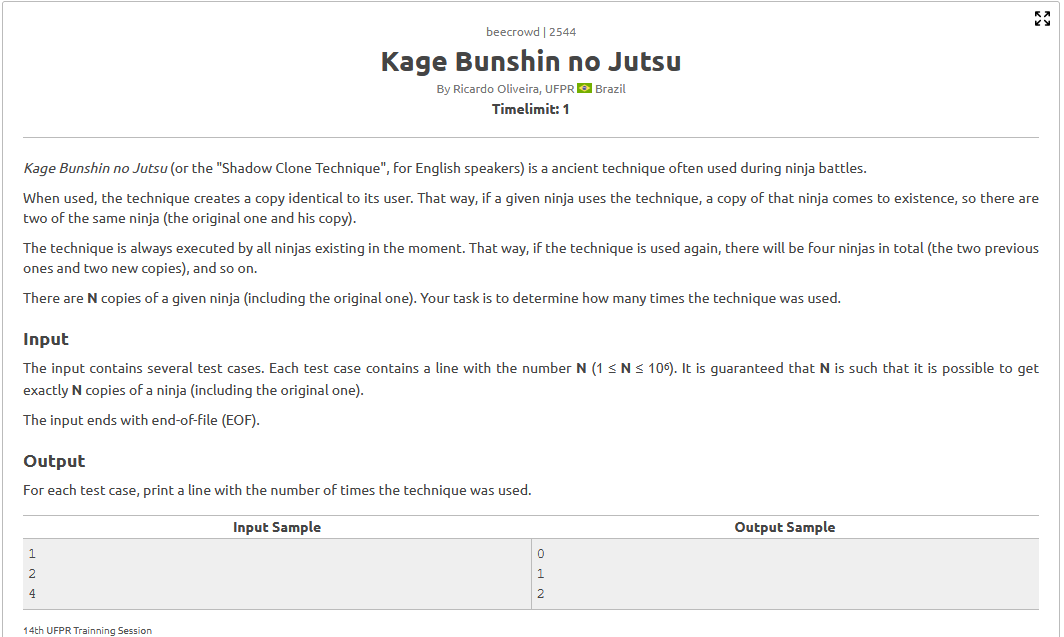 beecrowd | 2544
Kage Bunshin no Jutsu
By Ricardo Oliveira, UFPR Brazil
Timelimit: 1
Kage Bunshin no Jutsu (or the "Shadow Clone Technique", for English speakers) is a ancient technique often used during ninja battles.
When used, the technique creates a copy identical to its user. That way, if a given ninja uses the technique, a copy of that ninja comes to existence, so there are
two of the same ninja (the original one and his copy).
The technique is always executed by all ninjas existing in the moment. That way, if the technique is used again, there will be four ninjas in total (the two previous
ones and two new copies), and so on.
There are N copies of a given ninja (including the original one). Your task is to determine how many times the technique was used.
Input
The input contains several test cases. Each test case contains a line with the number N (1 ≤ N ≤ 10⁶). It is guaranteed that N is such that it is possible to get
exactly N copies of a ninja (including the original one).
The input ends with end-of-file (EOF).
Output
For each test case, print a line with the number of times the technique was used.
Input Sample Output Sample
1 0
2 1
4 2
14th UFPR Trainning Session